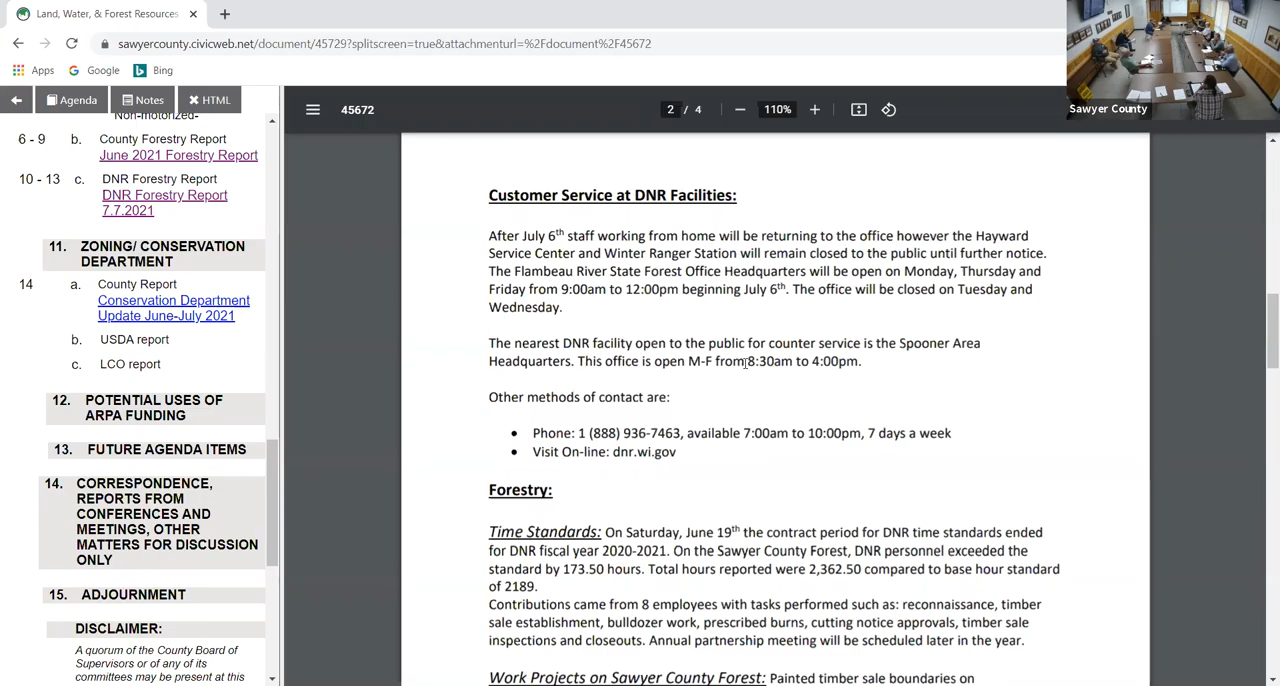 Land, Water, & Forest Resources
sawyercounty.civicweb.net/document/45729?splitscreen=true&attachmenturl=%2Fdocument%2F45672
Apps Google Bing
Agenda Notes HTML
Non-motorized-
6 - 9 b. County Forestry Report
June 2021 Forestry Report
10 - 13 c. DNR Forestry Report
DNR Forestry Report
7.7.2021
11. ZONING/ CONSERVATION
DEPARTMENT
14 a. County Report
Conservation Department
Update June-July 2021
b. USDA report
c. LCO report
12. POTENTIAL USES OF
ARPA FUNDING
13. FUTURE AGENDA ITEMS
14. CORRESPONDENCE,
REPORTS FROM
CONFERENCES AND
MEETINGS, OTHER
MATTERS FOR DISCUSSION
ONLY
15. ADJOURNMENT
DISCLAIMER:
A quorum of the County Board of
Supervisors or of any of its
committees may be present at this
45672
2 / 4
110%
Sawyer County
Customer Service at DNR Facilities:
After July 6th staff working from home will be returning to the office however the Hayward
Service Center and Winter Ranger Station will remain closed to the public until further notice.
The Flambeau River State Forest Office Headquarters will be open on Monday, Thursday and
Friday from 9:00am to 12:00pm beginning July 6th. The office will be closed on Tuesday and
Wednesday.
The nearest DNR facility open to the public for counter service is the Spooner Area
Headquarters. This office is open M-F from 8:30am to 4:00pm.
Other methods of contact are:
• Phone: 1 (888) 936-7463, available 7:00am to 10:00pm, 7 days a week
• Visit On-line: dnr.wi.gov
Forestry:
Time Standards: On Saturday, June 19th the contract period for DNR time standards ended
for DNR fiscal year 2020-2021. On the Sawyer County Forest, DNR personnel exceeded the
standard by 173.50 hours. Total hours reported were 2,362.50 compared to base hour standard
of 2189.
Contributions came from 8 employees with tasks performed such as: reconnaissance, timber
sale establishment, bulldozer work, prescribed burns, cutting notice approvals, timber sale
inspections and closeouts. Annual partnership meeting will be scheduled later in the year.
Work Projects on Sawyer County Forest: Painted timber sale boundaries on